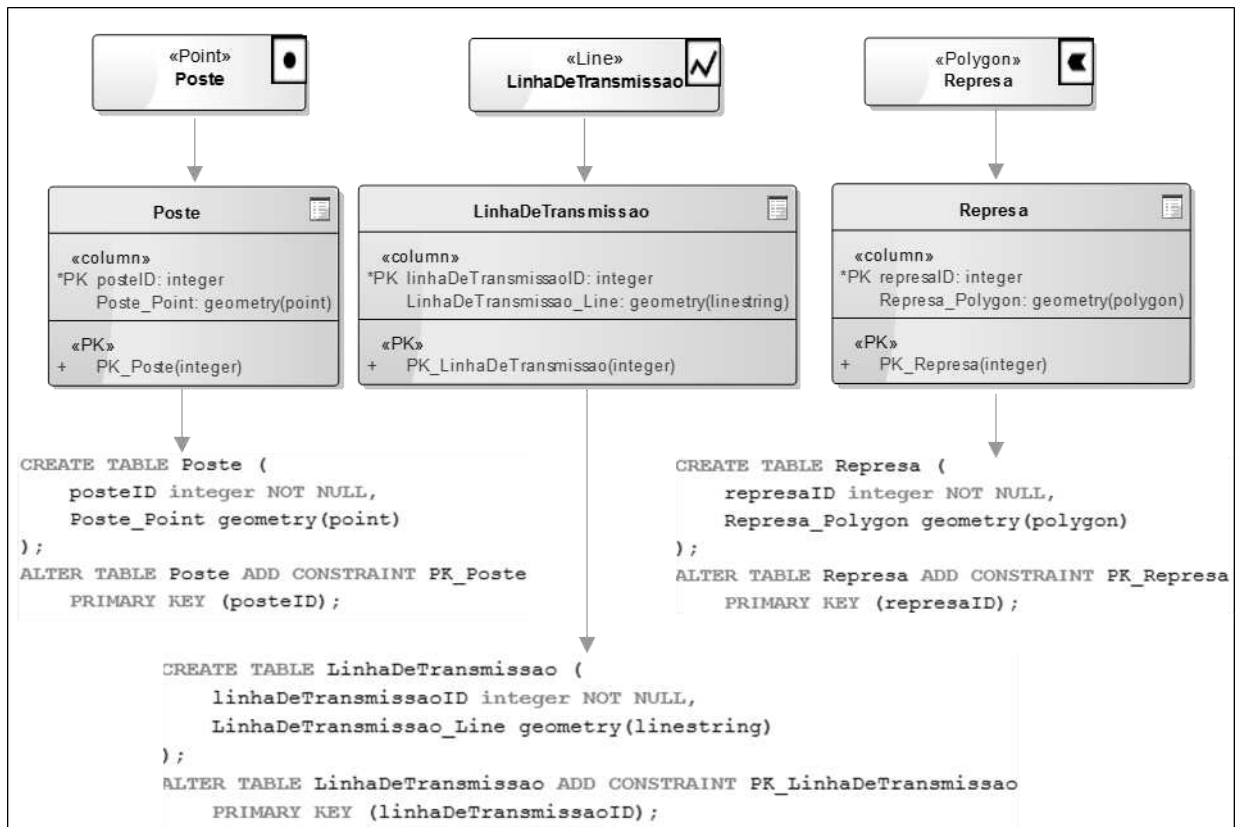 «Point»
Poste
«Line»
LinhaDeTransmissao
«Polygon»
Represa
Poste
«column»
*PK posteID: integer
Poste_Point: geometry(point)
«PK»
+ PK_Poste(integer)
LinhaDeTransmissao
«column»
*PK linhaDeTransmissaoID: integer
LinhaDeTransmissao_Line: geometry(linestring)
«PK»
+ PK_LinhaDeTransmissao(integer)
Represa
«column»
*PK represaID: integer
Represa_Polygon: geometry(polygon)
«PK»
+ PK_Represa(integer)
CREATE TABLE Poste (
posteID integer NOT NULL,
Poste_Point geometry(point)
);
ALTER TABLE Poste ADD CONSTRAINT PK_Poste
PRIMARY KEY (posteID);
CREATE TABLE Represa (
represaID integer NOT NULL,
Represa_Polygon geometry(polygon)
);
ALTER TABLE Represa ADD CONSTRAINT PK_Represa
PRIMARY KEY (represaID);
CREATE TABLE LinhaDeTransmissao (
linhaDeTransmissaoID integer NOT NULL,
LinhaDeTransmissao_Line geometry(linestring)
);
ALTER TABLE LinhaDeTransmissao ADD CONSTRAINT PK_LinhaDeTransmissao
PRIMARY KEY (linhaDeTransmissaoID);